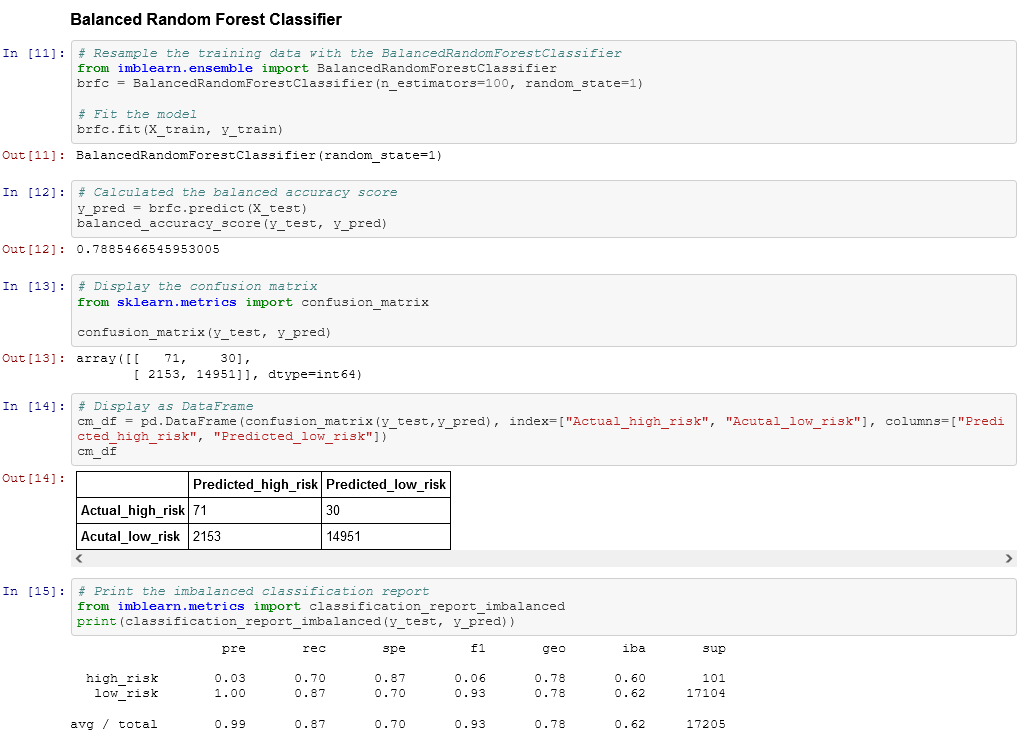 Balanced Random Forest Classifier
In [11]: # Resample the training data with the BalancedRandomForestClassifier
from imblearn.ensemble import BalancedRandomForestClassifier
brfc = BalancedRandomForestClassifier(n_estimators=100, random_state=1)
# Fit the model
brfc.fit(X_train, y_train)
Out[11]: BalancedRandomForestClassifier(random_state=1)
In [12]: # Calculated the balanced accuracy score
y_pred = brfc.predict(X_test)
balanced_accuracy_score(y_test, y_pred)
Out[12]: 0.7885466545953005
In [13]: # Display the confusion matrix
from sklearn.metrics import confusion_matrix
confusion_matrix(y_test, y_pred)
Out[13]: array([[   71,    30],
[ 2153, 14951]], dtype=int64)
In [14]: # Display as DataFrame
cm_df = pd.DataFrame(confusion_matrix(y_test,y_pred), index=["Actual_high_risk", "Acutal_low_risk"], columns=["Predi
cted_high_risk", "Predicted_low_risk"])
cm_df
Out[14]:
Predicted_high_risk Predicted_low_risk
Actual_high_risk 71 30
Acutal_low_risk 2153 14951
In [15]: # Print the imbalanced classification report
from imblearn.metrics import classification_report_imbalanced
print(classification_report_imbalanced(y_test, y_pred))
pre rec spe f1 geo iba sup
high_risk 0.03 0.70 0.87 0.06 0.78 0.60 101
low_risk 1.00 0.87 0.70 0.93 0.78 0.62 17104
avg / total 0.99 0.87 0.70 0.93 0.78 0.62 17205